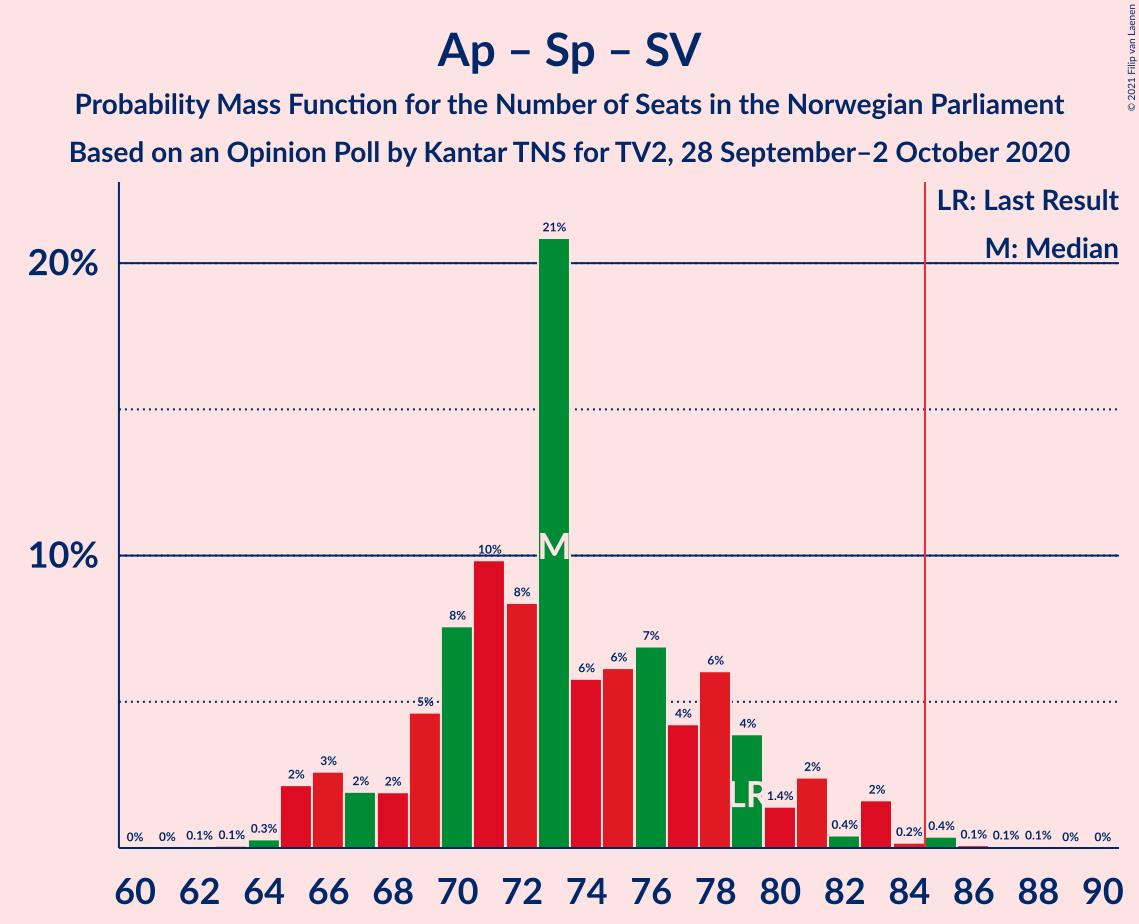 Ap – Sp – SV
Probability Mass Function for the Number of Seats in the Norwegian Parliament
Based on an Opinion Poll by Kantar TNS for TV2, 28 September–2 October 2020
© 2021 Filip van Laenen
LR: Last Result
M: Median
20%
10%
0% 0% 0.1% 0.1% 0.3% 2% 3% 2% 2% 5% 8% 10% 8% 21% 6% 6% 7% 4% 6% 4% 1.4% 2% 0.4% 2% 0.2% 0.4% 0.1% 0.1% 0.1% 0% 0%
M
LR
60 62 64 66 68 70 72 74 76 78 80 82 84 86 88 90